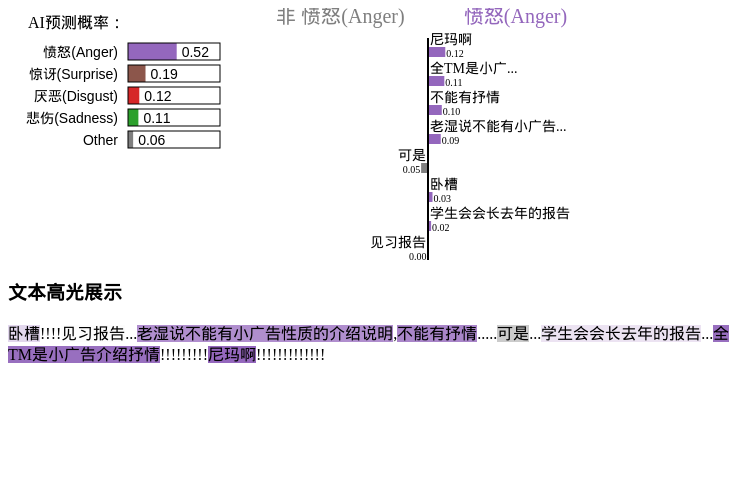 AI预测概率：
愤怒(Anger) 0.52
惊讶(Surprise) 0.19
厌恶(Disgust) 0.12
悲伤(Sadness) 0.11
Other 0.06
非 愤怒(Anger) 愤怒(Anger)
尼玛啊
0.12
全TM是小广...
0.11
不能有抒情
0.10
老湿说不能有小广告...
0.09
可是
0.05
卧槽
0.03
学生会会长去年的报告
0.02
见习报告
0.00
文本高光展示
卧槽!!!!见习报告...老湿说不能有小广告性质的介绍说明,不能有抒情.....可是...学生会会长去年的报告...全
TM是小广告介绍抒情!!!!!!!!!尼玛啊!!!!!!!!!!!!!